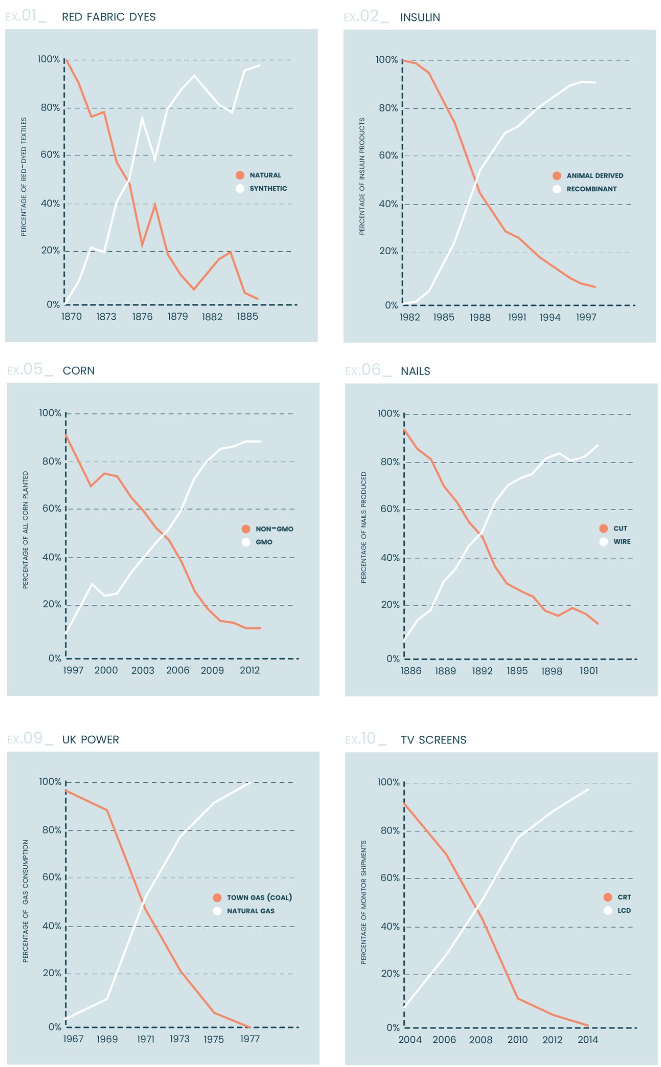 EX.01_ RED FABRIC DYES
PERCENTAGE OF RED-DYED TEXTILES
100%
80%
60%
40%
20%
0%
NATURAL
SYNTHETIC
1870 1873 1876 1879 1882 1885
EX.02_ INSULIN
PERCENTAGE OF INSULIN PRODUCTS
100%
80%
60%
40%
20%
0%
ANIMAL DERIVED
RECOMBINANT
1982 1985 1988 1991 1994 1997
EX.05_ CORN
PERCENTAGE OF ALL CORN PLANTED
100%
80%
60%
40%
20%
0%
NON-GMO
GMO
1997 2000 2003 2006 2009 2012
EX.06_ NAILS
PERCENTAGE OF NAILS PRODUCED
100%
80%
60%
40%
20%
0%
CUT
WIRE
1886 1889 1892 1895 1898 1901
EX.09_ UK POWER
PERCENTAGE OF GAS CONSUMPTION
100%
80%
60%
40%
20%
0%
TOWN GAS (COAL)
NATURAL GAS
1967 1969 1971 1973 1975 1977
EX.10_ TV SCREENS
PERCENTAGE OF MONITOR SHIPMENTS
100%
80%
60%
40%
20%
0%
CRT
LCD
2004 2006 2008 2010 2012 2014